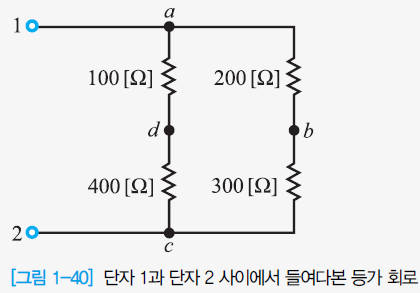 1 a
100 [Ω] 200 [Ω]
d b
400 [Ω] 300 [Ω]
2 c
[그림 1-40] 단자 1과 단자 2 사이에서 들여다본 등가 회로